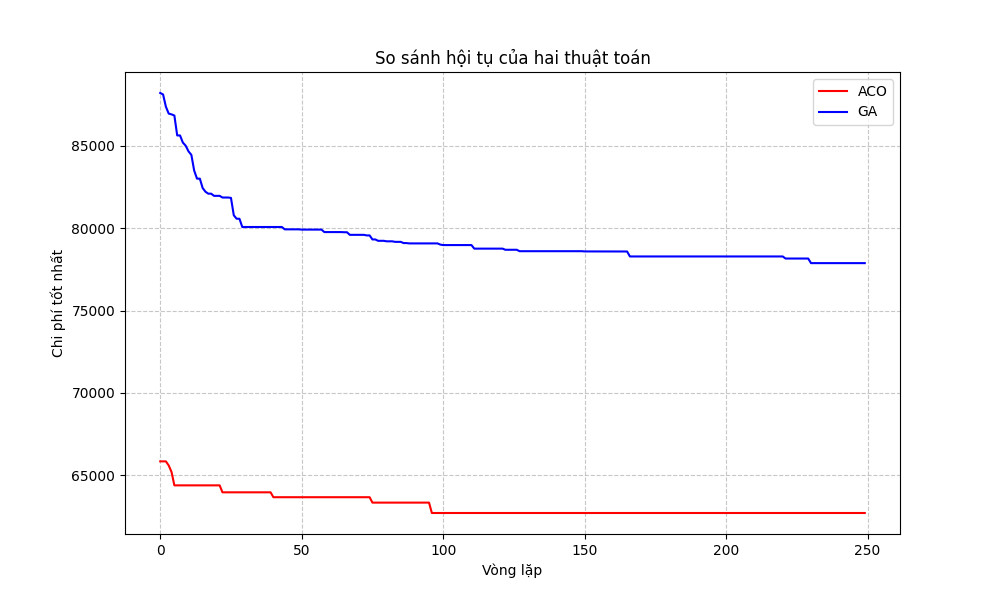 So sánh hội tụ của hai thuật toán
ACO
GA
Chi phí tốt nhất
85000
80000
75000
70000
65000
0
50
100
150
200
250
Vòng lặp